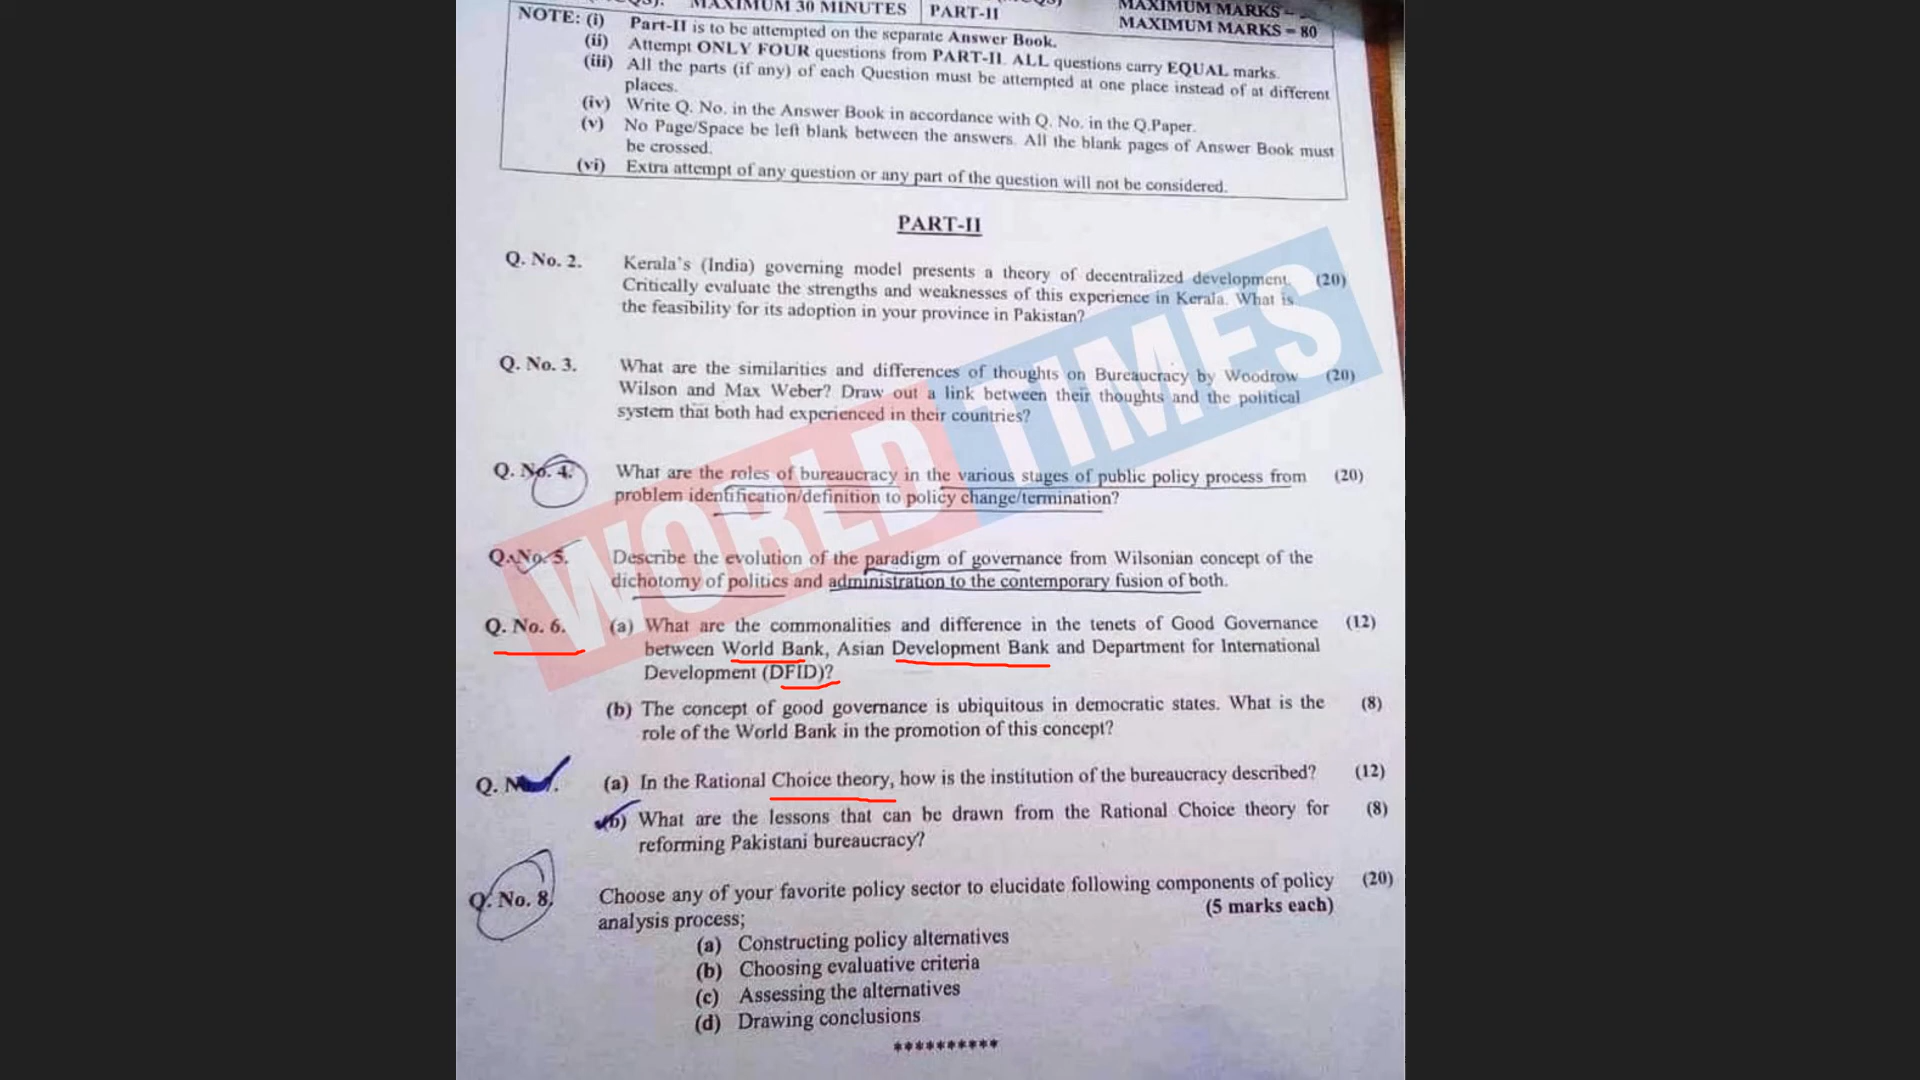 MAXIMUM 30 MINUTES PART-II MAXIMUM MARKS
MAXIMUM MARKS = 80
NOTE: (i) Part-II is to be attempted on the separate Answer Book.
(ii) Attempt ONLY FOUR questions from PART-II. ALL questions carry EQUAL marks.
(iii) All the parts (if any) of each Question must be attempted at one place instead of at different
places.
(iv) Write Q. No. in the Answer Book in accordance with Q. No. in the Q.Paper.
(v) No Page/Space be left blank between the answers. All the blank pages of Answer Book must
be crossed.
(vi) Extra attempt of any question or any part of the question will not be considered.
PART-II
Q. No. 2. Kerala's (India) governing model presents a theory of decentralized development. (20)
Critically evaluate the strengths and weaknesses of this experience in Kerala. What is
the feasibility for its adoption in your province in Pakistan?
Q. No. 3. What are the similarities and differences of thoughts on Bureaucracy by Woodrow (20)
Wilson and Max Weber? Draw out a link between their thoughts and the political
system that both had experienced in their countries?
Q. No. 4. What are the roles of bureaucracy in the various stages of public policy process from (20)
problem identification/definition to policy change/termination?
Q. No. 5. Describe the evolution of the paradigm of governance from Wilsonian concept of the
dichotomy of politics and administration to the contemporary fusion of both.
Q. No. 6. (a) What are the commonalities and difference in the tenets of Good Governance (12)
between World Bank, Asian Development Bank and Department for International
Development (DFID)?
(b) The concept of good governance is ubiquitous in democratic states. What is the (8)
role of the World Bank in the promotion of this concept?
Q. (a) In the Rational Choice theory, how is the institution of the bureaucracy described? (12)
(b) What are the lessons that can be drawn from the Rational Choice theory for (8)
reforming Pakistani bureaucracy?
Q. No. 8. Choose any of your favorite policy sector to elucidate following components of policy (20)
analysis process; (5 marks each)
(a) Constructing policy alternatives
(b) Choosing evaluative criteria
(c) Assessing the alternatives
(d) Drawing conclusions
**********
WORLD TIMES